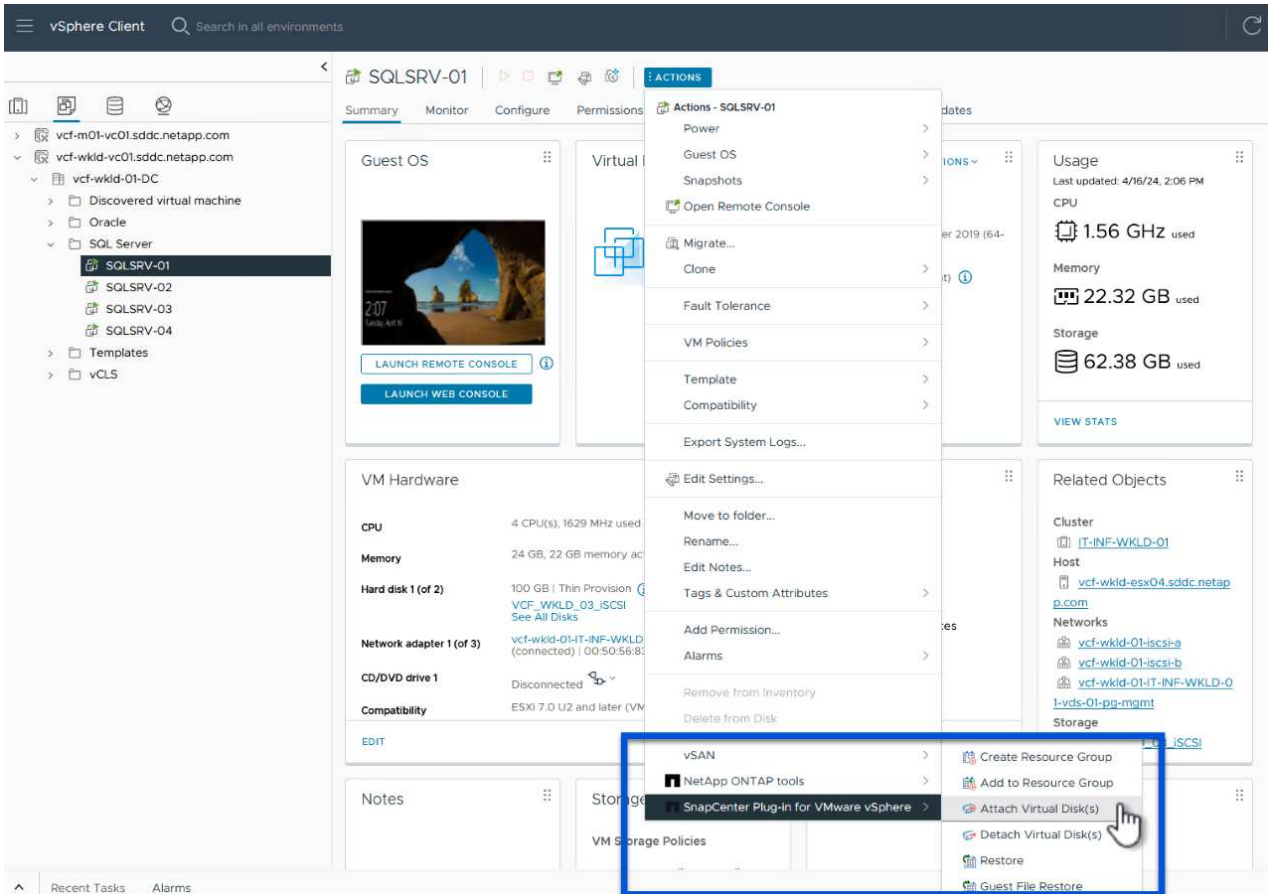 vSphere Client
Search in all environments
SQLSRV-01
ACTIONS
Summary
Monitor
Configure
Permissions
dates
vcf-m01-vc01.sddc.netapp.com
vcf-wkld-vc01.sddc.netapp.com
vcf-wkld-01-DC
Discovered virtual machine
Oracle
SQL Server
SQLSRV-01
SQLSRV-02
SQLSRV-03
SQLSRV-04
Templates
vCLS
Guest OS
2:07
Tuesday, April 16
LAUNCH REMOTE CONSOLE
LAUNCH WEB CONSOLE
Virtual
IONS
er 2019 (64-
t)
Actions - SQLSRV-01
Power
Guest OS
Snapshots
Open Remote Console
Migrate...
Clone
Fault Tolerance
VM Policies
Template
Compatibility
Export System Logs...
Edit Settings...
Move to folder...
Rename...
Edit Notes...
Tags & Custom Attributes
Add Permission...
Alarms
Remove from Inventory
Delete from Disk
vSAN
NetApp ONTAP tools
SnapCenter Plug-in for VMware vSphere
Create Resource Group
Add to Resource Group
Attach Virtual Disk(s)
Detach Virtual Disk(s)
Restore
Guest File Restore
Usage
Last updated: 4/16/24, 2:06 PM
CPU
1.56 GHz used
Memory
22.32 GB used
Storage
62.38 GB used
VIEW STATS
VM Hardware
CPU 4 CPU(s), 1629 MHz used
Memory 24 GB, 22 GB memory ac
Hard disk 1 (of 2) 100 GB | Thin Provision
VCF_WKLD_03_iSCSI
See All Disks
Network adapter 1 (of 3) vcf-wkld-01-IT-INF-WKLD-
(connected) | 00:50:56:83
CD/DVD drive 1 Disconnected
Compatibility ESXi 7.0 U2 and later (VM
EDIT
es
Related Objects
Cluster
IT-INF-WKLD-01
Host
vcf-wkld-esx04.sddc.netap
p.com
Networks
vcf-wkld-01-iscsi-a
vcf-wkld-01-iscsi-b
vcf-wkld-01-IT-INF-WKLD-0
1-vds-01-pg-mgmt
Storage
iSCSI
Notes
Storage
VM Storage Policies
Recent Tasks
Alarms